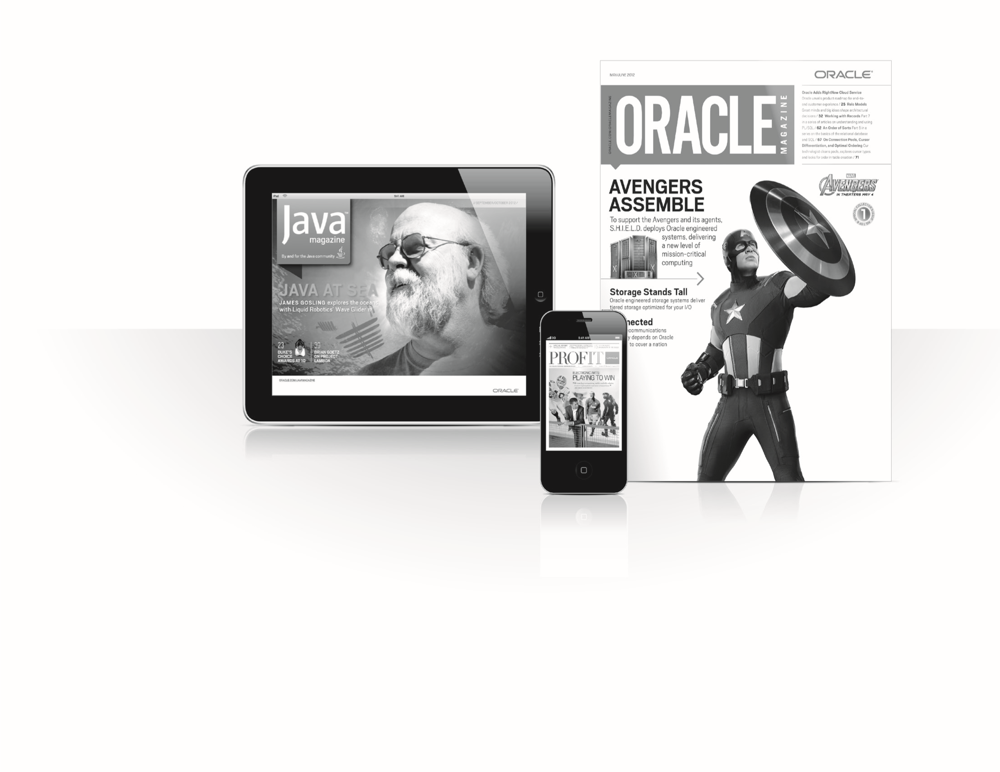 iPad
9:41 AM
// SEPTEMBER/OCTOBER 2012 /
Java™
magazine
By and for the Java community
JAVA AT SEA
JAMES GOSLING explores the oceans
with Liquid Robotics' Wave Glider 17
23
DUKE'S
CHOICE
AWARDS AT 10
39
BRIAN GOETZ
ON PROJECT
LAMBDA
ORACLE.COM/JAVAMAGAZINE
ORACLE
3G
9:41 AM
PROFIT
ORACLE
ELECTRONIC ARTS:
PLAYING TO WIN
MAY/JUNE 2012
ORACLE®
ORACLE.COM/ORACLEMAGAZINE
ORACLE
MAGAZINE
Oracle Adds RightNow Cloud Service
Oracle unveils product roadmap for end-to-
end customer experience / 25 Role Models
Great minds and big ideas shape architectural
decisions / 32 Working with Records Part 7
in a series of articles on understanding and using
PL/SQL / 62 An Order of Sorts Part 5 in a
series on the basics of the relational database
and SQL / 67 On Connection Pools, Cursor
Differentiation, and Optimal Ordering Our
technologist cleans pools, explores cursor types,
and looks for order in table creation / 71
AVENGERS
ASSEMBLE
To support the Avengers and its agents,
S.H.I.E.L.D. deploys Oracle engineered
systems, delivering
a new level of
mission-critical
computing
MARVEL
AVENGERS
IN THEATERS MAY 4
1
Storage Stands Tall
Oracle engineered storage systems deliver
tiered storage optimized for your I/O
nected
ecommunications
y depends on Oracle
to cover a nation